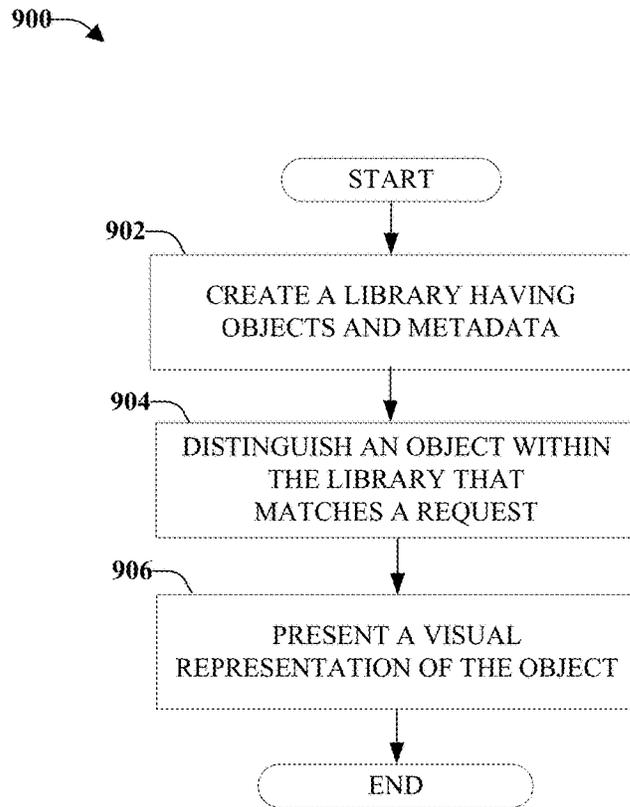 900
START
902
CREATE A LIBRARY HAVING
OBJECTS AND METADATA
904
DISTINGUISH AN OBJECT WITHIN
THE LIBRARY THAT
MATCHES A REQUEST
906
PRESENT A VISUAL
REPRESENTATION OF THE OBJECT
END